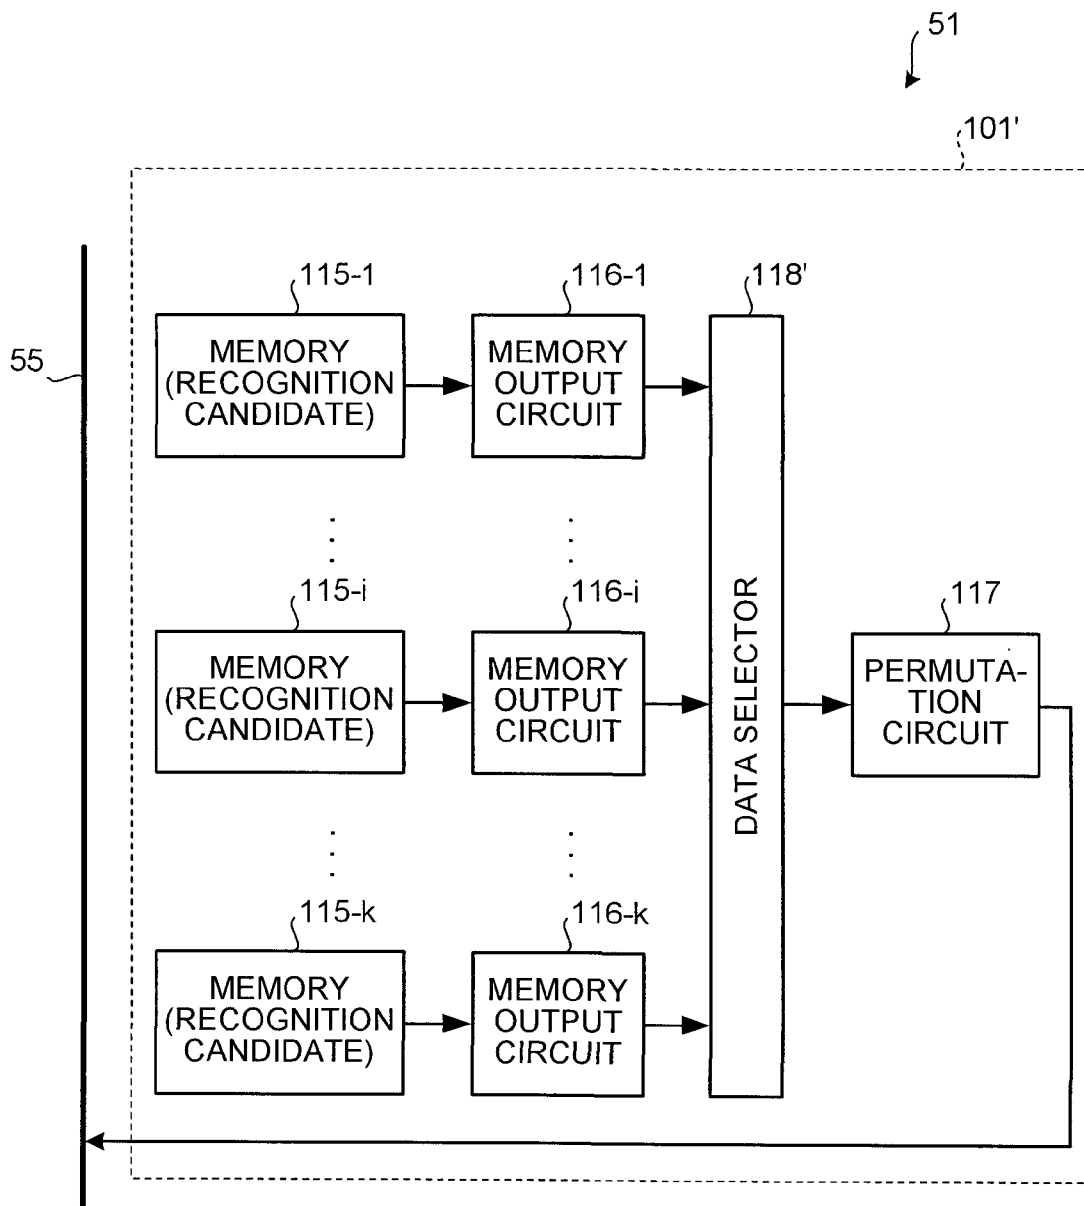 51
101'
115-1
116-1
118'
55
MEMORY
(RECOGNITION
CANDIDATE)
MEMORY
OUTPUT
CIRCUIT
115-i
116-i
117
MEMORY
(RECOGNITION
CANDIDATE)
MEMORY
OUTPUT
CIRCUIT
DATA SELECTOR
PERMUTA-
TION
CIRCUIT
115-k
116-k
MEMORY
(RECOGNITION
CANDIDATE)
MEMORY
OUTPUT
CIRCUIT